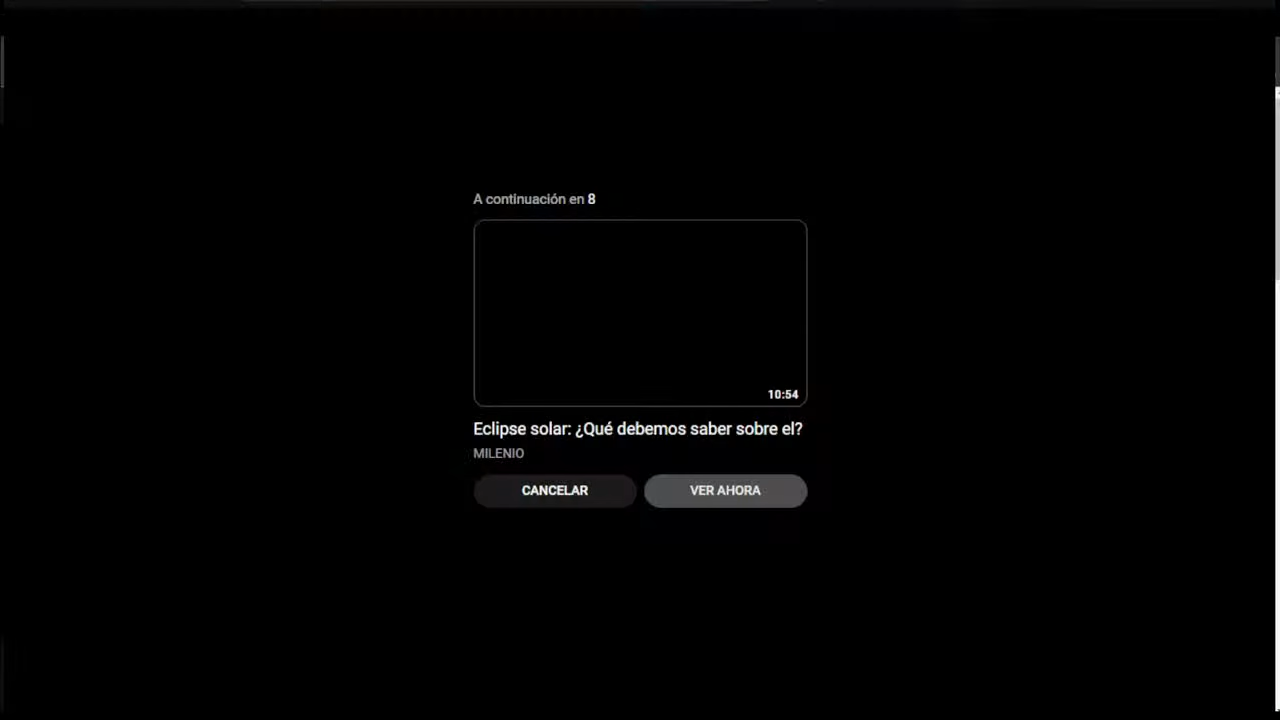 A continuación en 8
10:54
Eclipse solar: ¿Qué debemos saber sobre el?
MILENIO
CANCELAR
VER AHORA